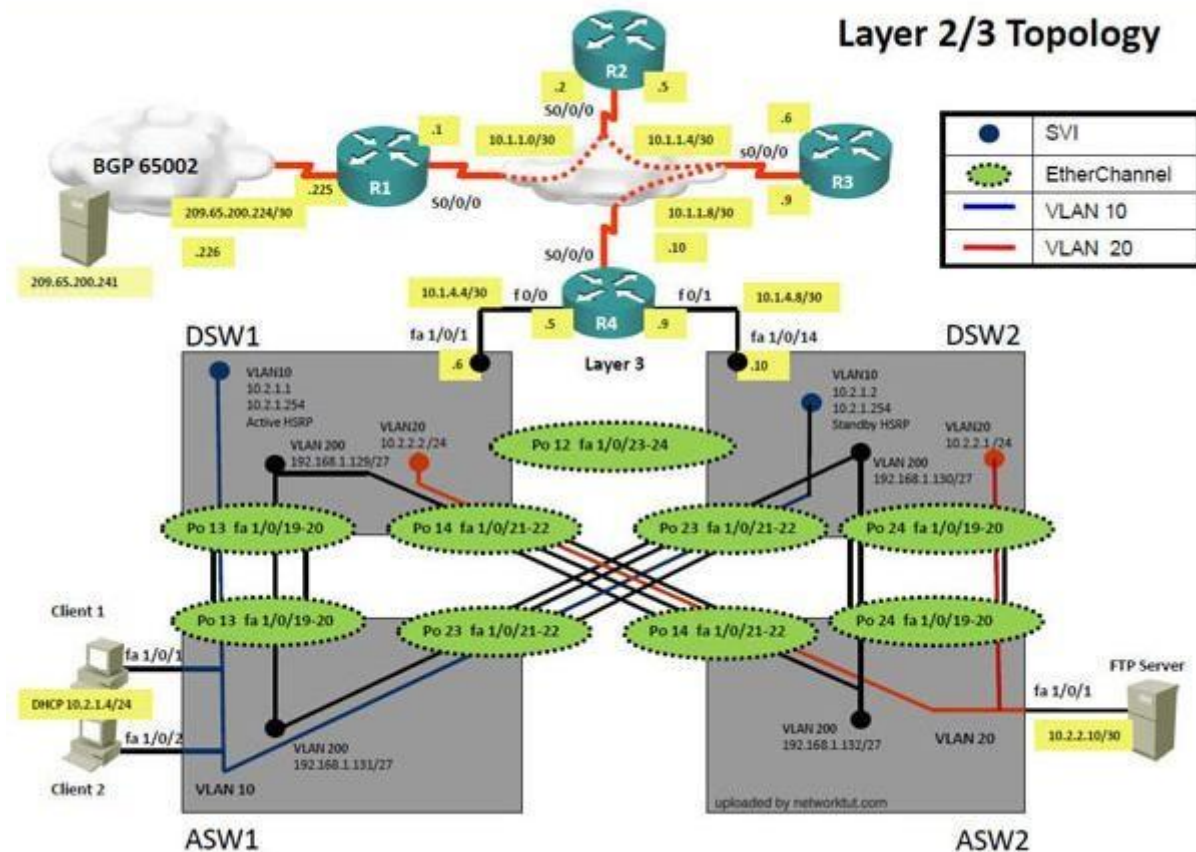 Layer 2/3 Topology
R2
.2
.5
S0/0/0
.6
.1
10.1.1.0/30
10.1.1.4/30
s0/0/0
BGP 65002
R1
R3
.225
S0/0/0
.9
209.65.200.224/30
10.1.1.8/30
.226
.10
209.65.200.241
S0/0/0
SVI
EtherChannel
VLAN 10
VLAN 20
10.1.4.4/30
f 0/0
f 0/1
10.1.4.8/30
.5
R4
.9
DSW1
fa 1/0/1
fa 1/0/14
DSW2
.6
Layer 3
.10
VLAN10
10.2.1.1
10.2.1.254
Active HSRP
VLAN10
10.2.1.2
10.2.1.254
Standby HSRP
VLAN20
10.2.2.2 /24
VLAN20
10.2.2.1 /24
Po 12 fa 1/0/23-24
VLAN 200
192.168.1.129/27
VLAN 200
192.168.1.130/27
Po 13 fa 1/0/19-20
Po 14 fa 1/0/21-22
Po 23 fa 1/0/21-22
Po 24 fa 1/0/19-20
Client 1
Po 13 fa 1/0/19-20
Po 23 fa 1/0/21-22
Po 14 fa 1/0/21-22
Po 24 fa 1/0/19-20
fa 1/0/1
FTP Server
fa 1/0/1
DHCP 10.2.1.4/24
10.2.2.10/30
fa 1/0/2
VLAN 200
192.168.1.131/27
VLAN 200
192.168.1.132/27
VLAN 20
Client 2
VLAN 10
uploaded by networktut.com
ASW1
ASW2